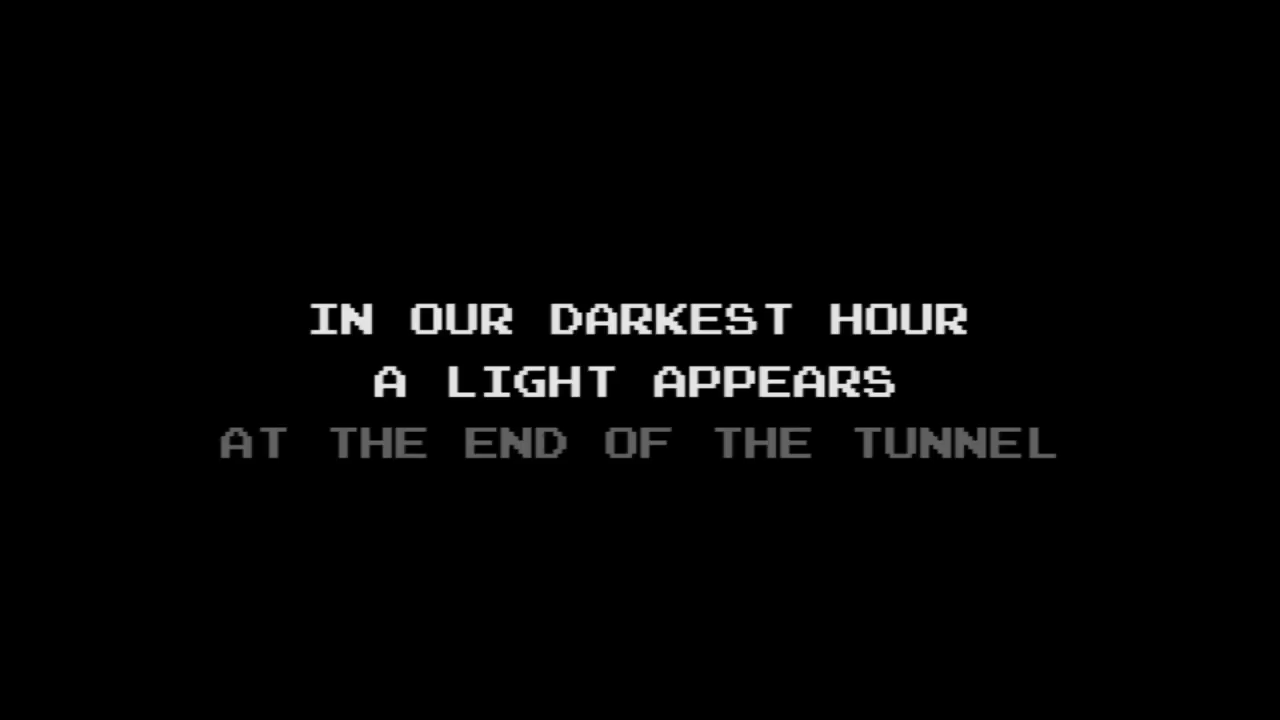 IN OUR DARKEST HOUR
A LIGHT APPEARS
AT THE END OF THE TUNNEL